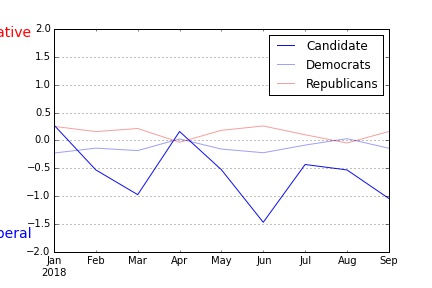 ative
2.0
1.5
1.0
0.5
0.0
−0.5
−1.0
−1.5
−2.0
beral
Candidate
Democrats
Republicans
Jan Feb Mar Apr May Jun Jul Aug Sep
2018